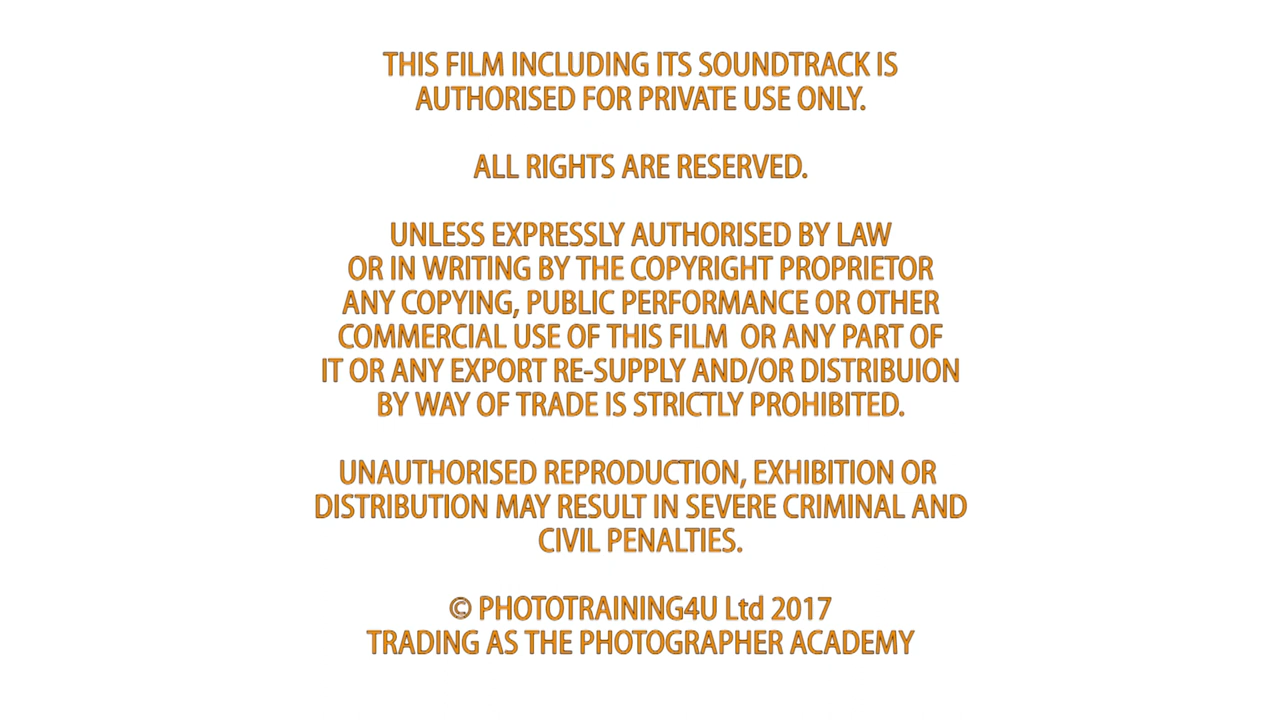 THIS FILM INCLUDING ITS SOUNDTRACK IS
AUTHORISED FOR PRIVATE USE ONLY.
ALL RIGHTS ARE RESERVED.
UNLESS EXPRESSLY AUTHORISED BY LAW
OR IN WRITING BY THE COPYRIGHT PROPRIETOR
ANY COPYING, PUBLIC PERFORMANCE OR OTHER
COMMERCIAL USE OF THIS FILM  OR ANY PART OF
IT OR ANY EXPORT RE-SUPPLY AND/OR DISTRIBUION
BY WAY OF TRADE IS STRICTLY PROHIBITED.
UNAUTHORISED REPRODUCTION, EXHIBITION OR
DISTRIBUTION MAY RESULT IN SEVERE CRIMINAL AND
CIVIL PENALTIES.
© PHOTOTRAINING4U Ltd 2017
TRADING AS THE PHOTOGRAPHER ACADEMY